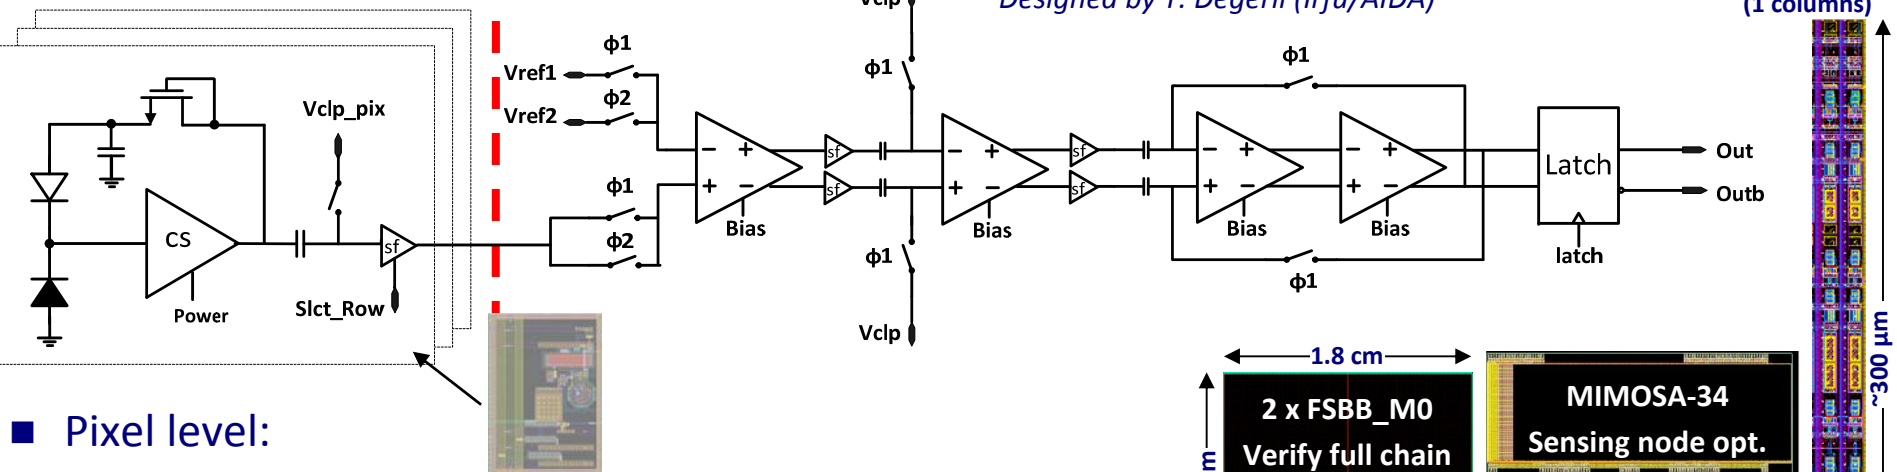 Vclp
Designed by Y. Degerli (Irfu/AIDA)
(1 columns)
ϕ1
Vref1
ϕ2
Vref2
ϕ1
ϕ1
Vclp_pix
− +
+ −
sf
sf
− +
+ −
sf
sf
− +
+ −
− +
+ −
Latch
Out
Outb
ϕ1
ϕ2
Bias
Bias
Bias
Bias
latch
CS
sf
Power
Slct_Row
ϕ1
ϕ1
Vclp
~300 µm
1.8 cm
2 x FSBB_M0
Verify full chain
MIMOSA-34
Sensing node opt.
m
Pixel level: